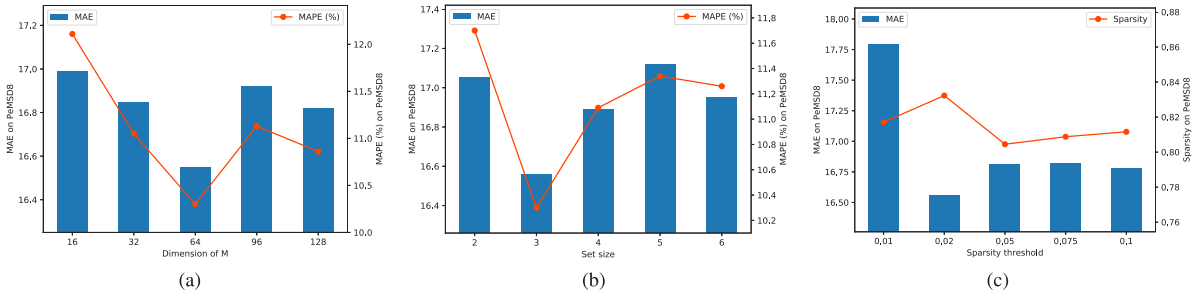 MAE
MAPE (%)
17.2
17.0
16.8
16.6
16.4
MAE on PeMSD8
12.0
11.5
11.0
10.5
10.0
MAPE (%) on PeMSD8
16 32 64 96 128
Dimension of M
(a)
MAE
MAPE (%)
17.4
17.2
17.0
16.8
16.6
16.4
MAE on PeMSD8
11.8
11.6
11.4
11.2
11.0
10.8
10.6
10.4
10.2
MAPE (%) on PeMSD8
2 3 4 5 6
Set size
(b)
MAE
Sparsity
18,00
17.75
17.50
17.25
17.00
16.75
16.50
MAE on PeMSD8
0.88
0.86
0.84
0.82
0.80
0.78
0.76
Sparsity on PeMSD8
0,01 0,02 0,05 0,075 0,1
Sparsity threshold
(c)